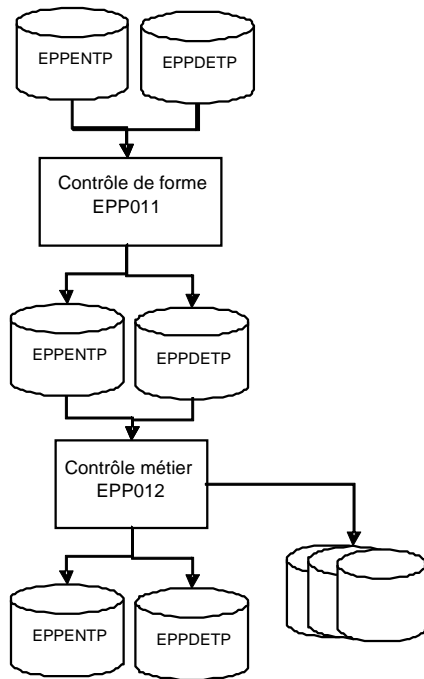 EPPENTP
EPPDETP
Contrôle de forme
EPP011
EPPENTP
EPPDETP
Contrôle métier
EPP012
EPPENTP
EPPDETP